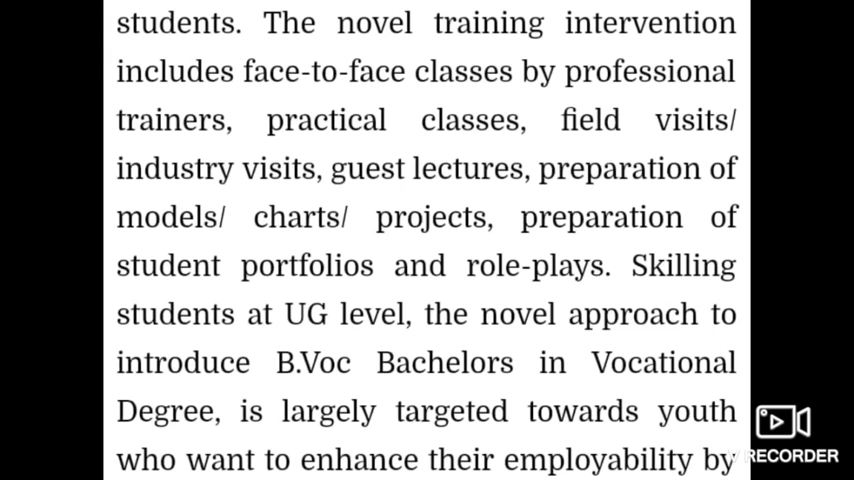 students. The novel training intervention
includes face-to-face classes by professional
trainers, practical classes, field visits/
industry visits, guest lectures, preparation of
models/ charts/ projects, preparation of
student portfolios and role-plays. Skilling
students at UG level, the novel approach to
introduce B.Voc Bachelors in Vocational
Degree, is largely targeted towards youth
who want to enhance their employability by
V RECORDER